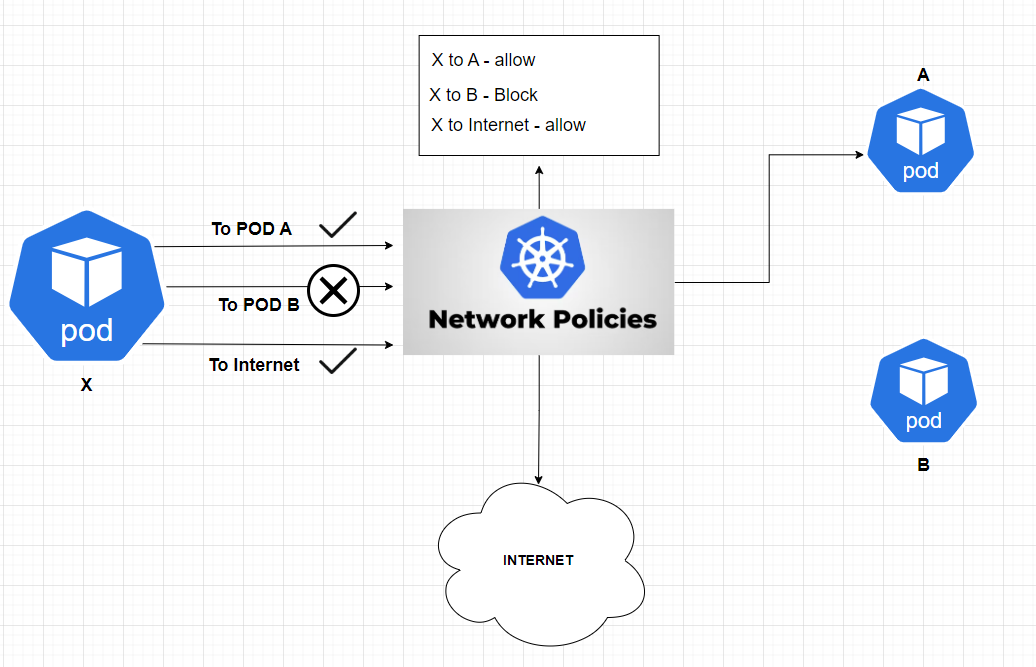 X to A - allow
X to B - Block
X to Internet - allow
A
pod
To POD A
To POD B
To Internet
pod
X
Network Policies
pod
B
INTERNET